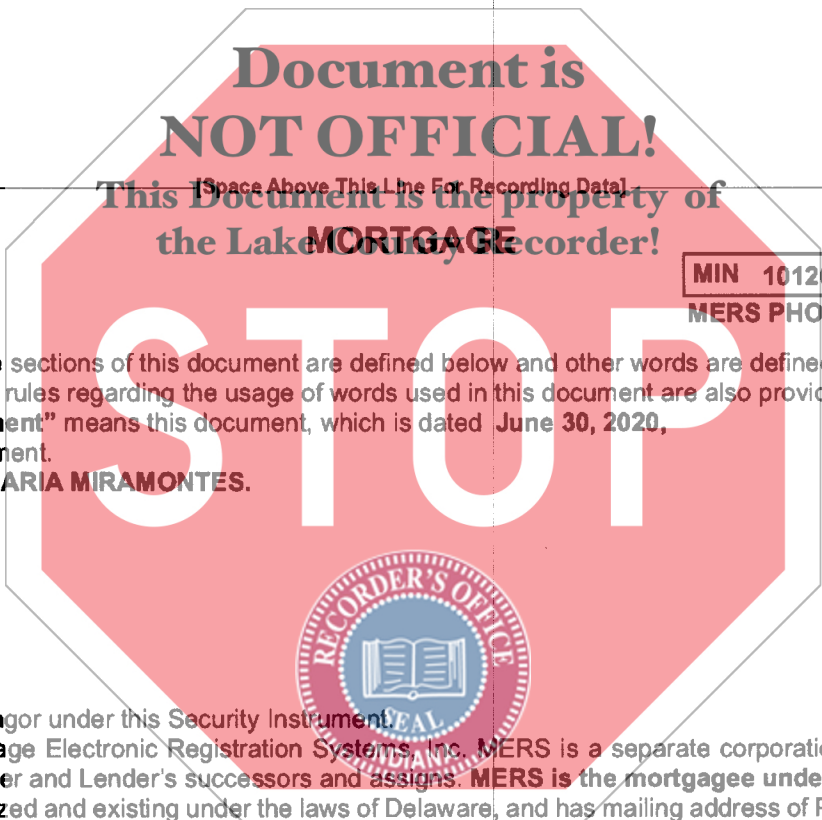 Document is
NOT OFFICIAL!
[Space Above This Line For Recording Data]
This Document is the property of
the Lake County Recorder!
MORTGAGE
MIN 1012
MERS PHO
sections of this document are defined below and other words are define
rules regarding the usage of words used in this document are also provi
ent” means this document, which is dated June 30, 2020,
ment.
ARIA MIRAMONTES.
STOP
RECORDER'S OFFICE
SEAL
INDIANA
gor under this Security Instrument.
ge Electronic Registration Systems, Inc. MERS is a separate corporati
er and Lender's successors and assigns. MERS is the mortgagee unde
zed and existing under the laws of Delaware, and has mailing address of P